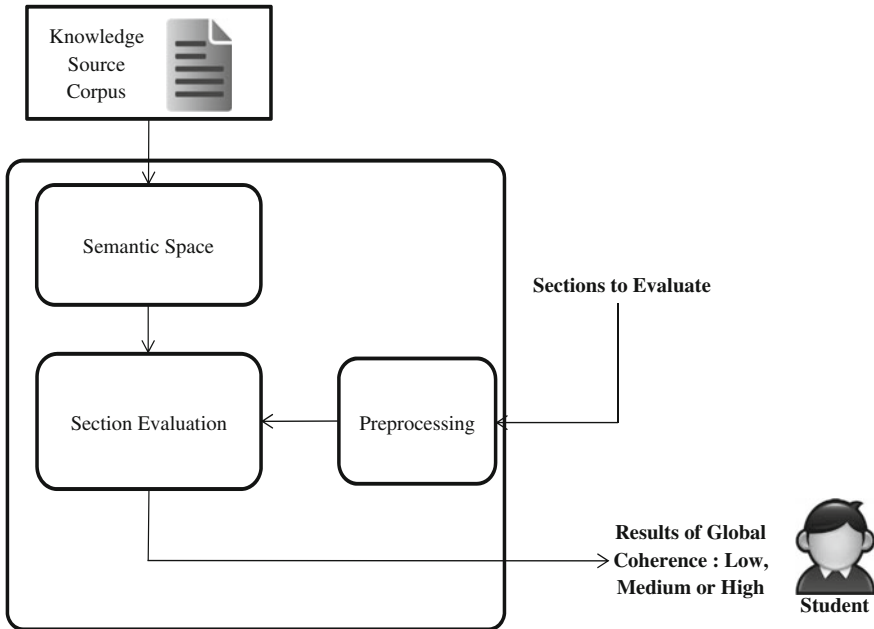 Knowledge
Source
Corpus
Semantic Space
Sections to Evaluate
Section Evaluation
Preprocessing
Results of Global
Coherence : Low,
Medium or High
Student